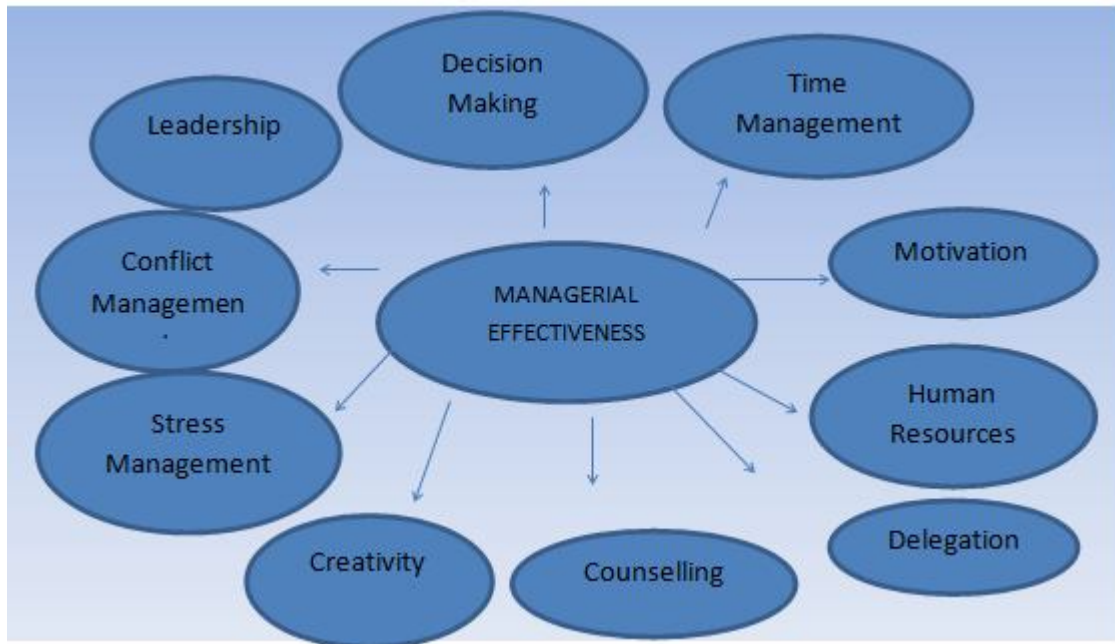 Decision
Making
Time
Management
Leadership
Motivation
Conflict
Managemen
MANAGERIAL
EFFECTIVENESS
Stress
Management
Human
Resources
Delegation
Creativity
Counselling